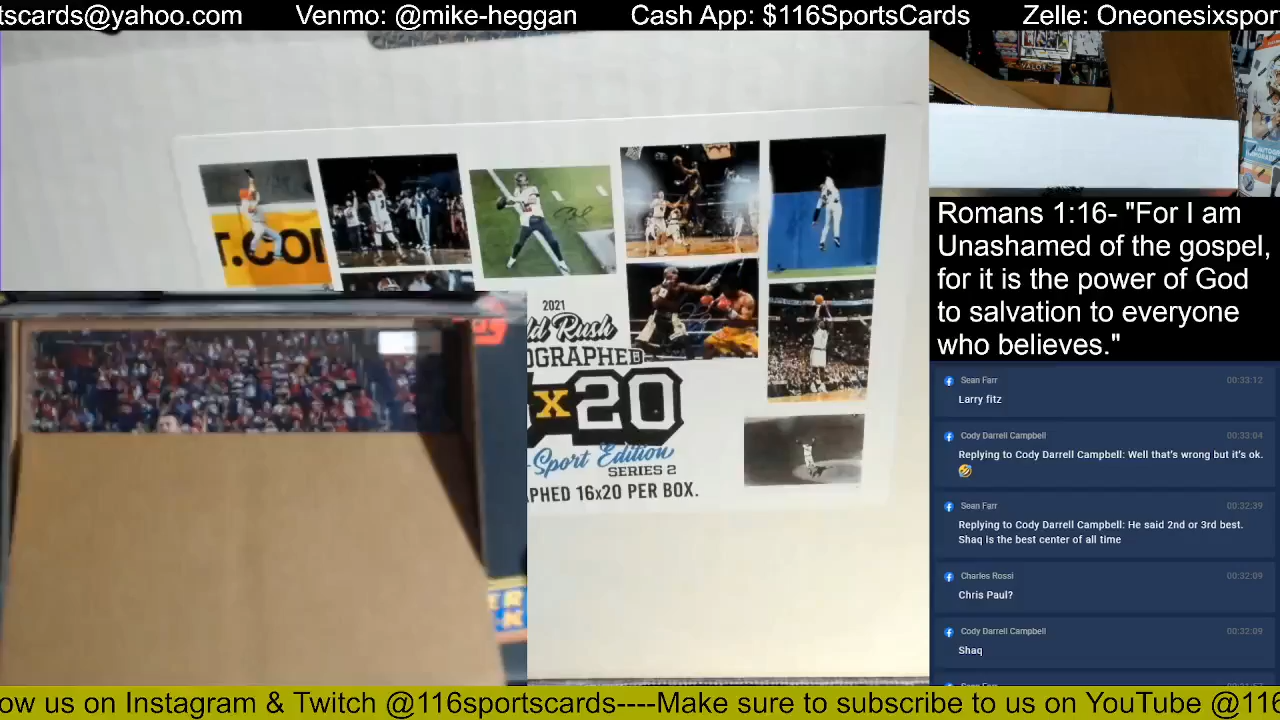 tscards@yahoo.com Venmo: @mike-heggan Cash App: $116SportsCards Zelle: Oneonesixspor
T.COM
2021
ld Rush
OGRAPHED
x20
-Sport Edition
SERIES 2
APHED 16x20 PER BOX.
Romans 1:16- "For I am
Unashamed of the gospel,
for it is the power of God
to salvation to everyone
who believes."
Sean Farr 00:33:12
Larry fitz
Cody Darrell Campbell 00:33:04
Replying to Cody Darrell Campbell: Well that's wrong but it's ok.
🤣
Sean Farr 00:32:39
Replying to Cody Darrell Campbell: He said 2nd or 3rd best.
Shaq is the best center of all time
Charles Rossi 00:32:09
Chris Paul?
Cody Darrell Campbell 00:32:09
Shaq
ow us on Instagram & Twitch @116sportscards----Make sure to subscribe to us on YouTube @116